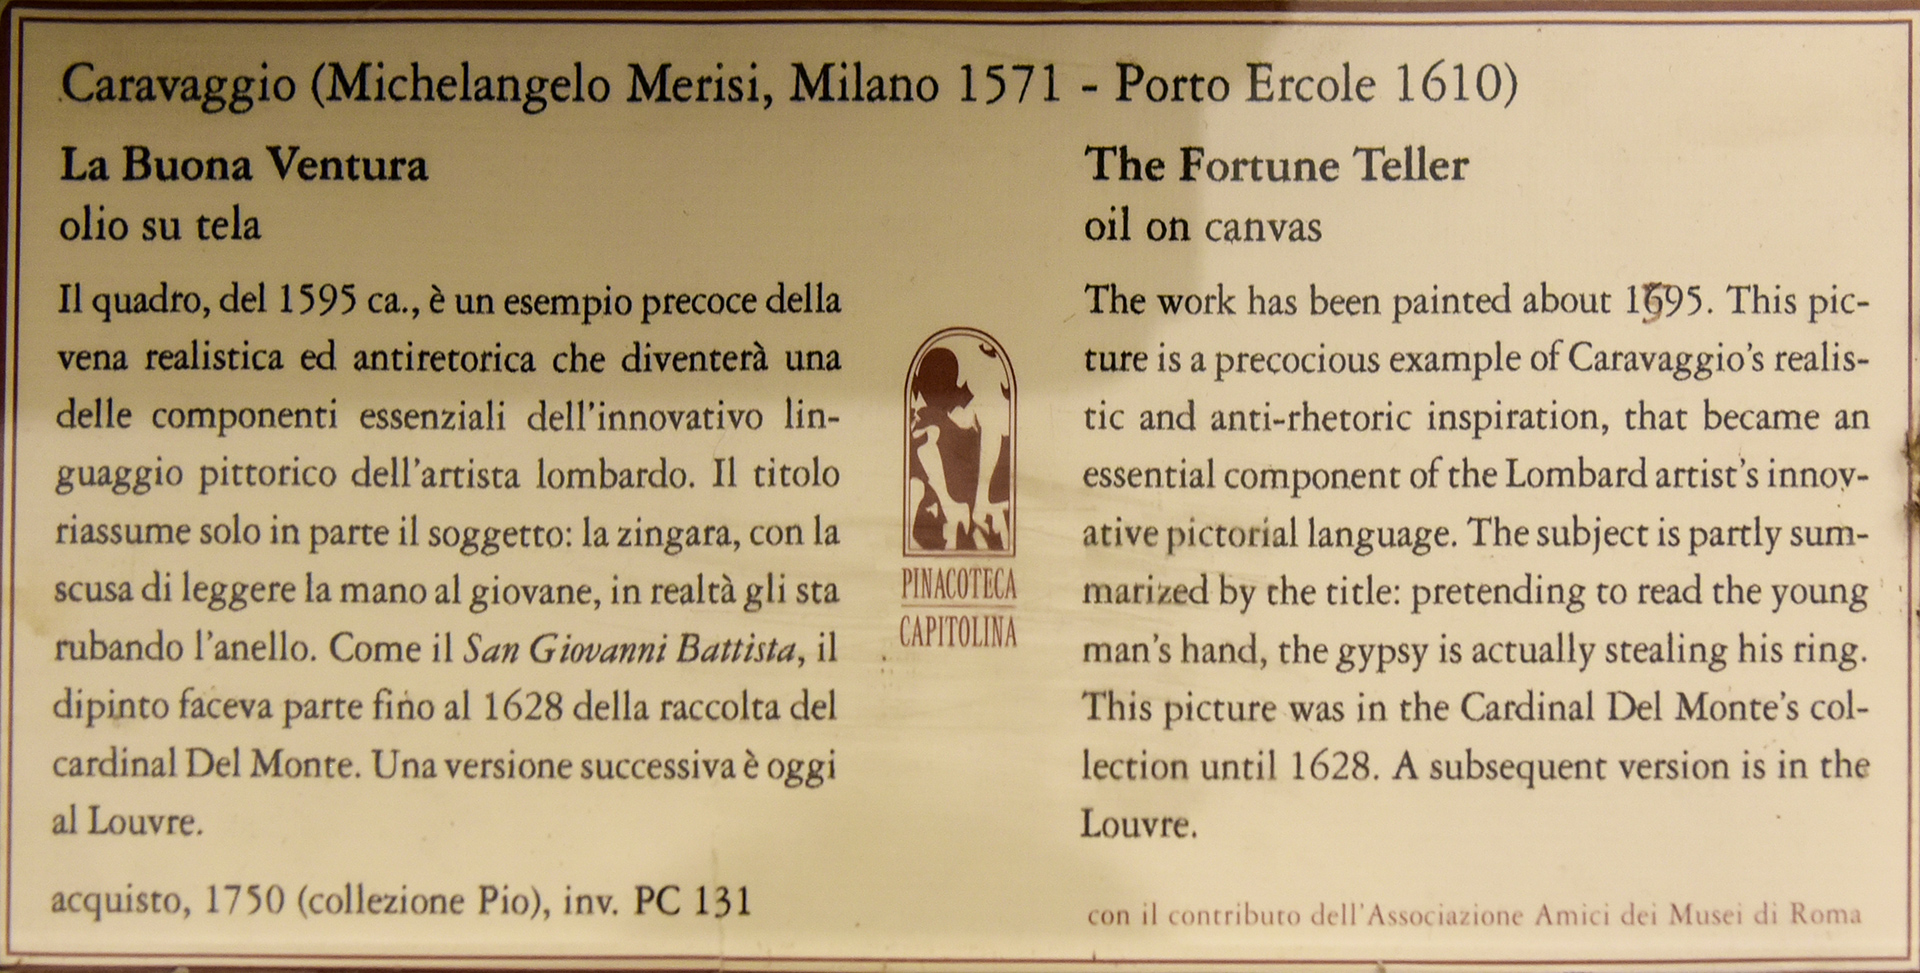 Caravaggio (Michelangelo Merisi, Milano 1571 - Porto Ercole 1610)
La Buona Ventura
olio su tela
Il quadro, del 1595 ca., è un esempio precoce della
vena realistica ed antiretorica che diventerà una
delle componenti essenziali dell'innovativo lin-
guaggio pittorico dell'artista lombardo. Il titolo
riassume solo in parte il soggetto: la zingara, con la
scusa di leggere la mano al giovane, in realtà gli sta
rubando l'anello. Come il San Giovanni Battista, il
dipinto faceva parte fino al 1628 della raccolta del
cardinal Del Monte. Una versione successiva è oggi
al Louvre.
acquisto, 1750 (collezione Pio), inv. PC 131
PINACOTECA
CAPITOLINA
The Fortune Teller
oil on canvas
The work has been painted about 1595. This pic-
ture is a precocious example of Caravaggio's realis-
tic and anti-rhetoric inspiration, that became an
essential component of the Lombard artist's innov-
ative pictorial language. The subject is partly sum-
marized by the title: pretending to read the young
man's hand, the gypsy is actually stealing his ring.
This picture was in the Cardinal Del Monte's col-
lection until 1628. A subsequent version is in the
Louvre.
con il contributo dell'Associazione Amici dei Musei di Roma